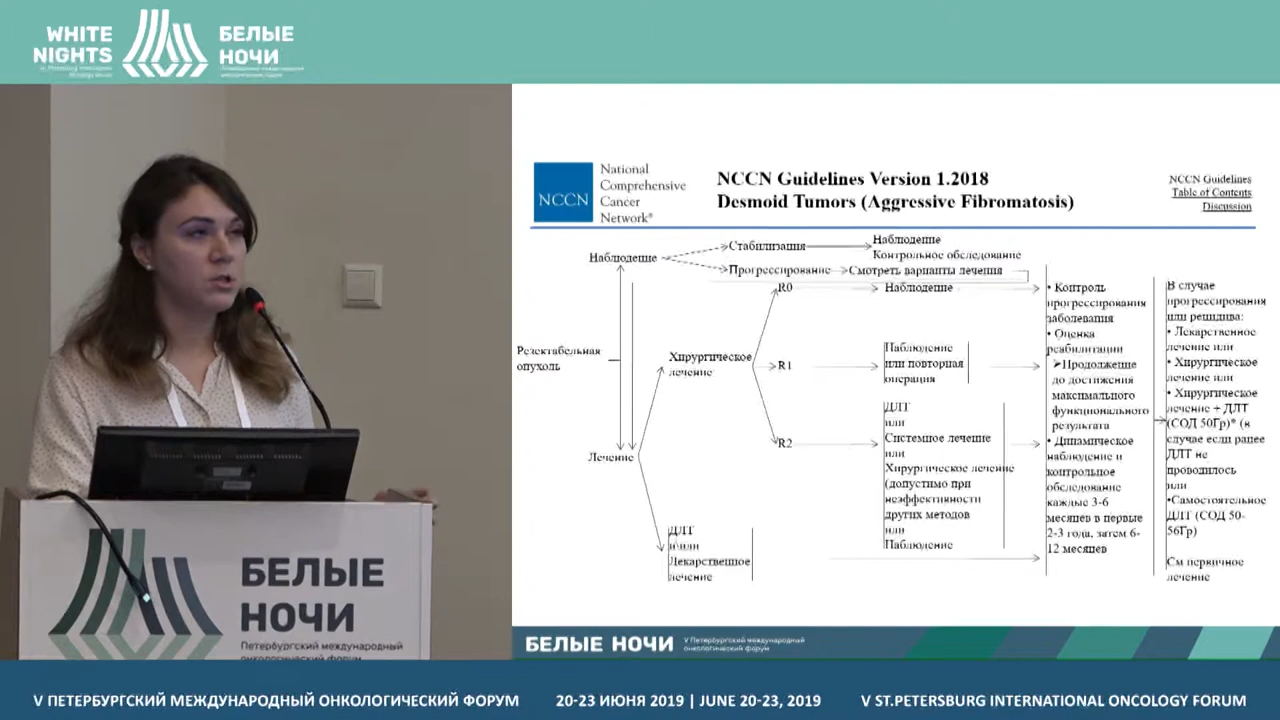 WHITE
NIGHTS
БЕЛЫЕ
НОЧИ
NCCN
National
Comprehensive
Cancer
Network®
NCCN Guidelines Version 1.2018
Desmoid Tumors (Aggressive Fibromatosis)
NCCN Guidelines
Table of Contents
Discussion
Наблюдение
Стабилизация
Наблюдение
Контрольное обследование
Прогрессирование
Смотреть варианты лечения
Резектабельная
опухоль
Лечение
Хирургическое
лечение
R0
Наблюдение
R1
Наблюдение
или повторная
операция
R2
ДЛТ
или
Системное лечение
или
Хирургическое лечение
(допустимо при
неэффективности
других методов
или
Наблюдение
ДЛТ
и\или
Лекарственное
лечение
• Контроль
прогрессирования
заболевания
• Оценка
реабилитации
➢Продолжение
до достижения
максимального
функционального
результата
• Динамическое
наблюдение и
контрольное
обследование
каждые 3-6
месяцев в первые
2-3 года, затем 6-
12 месяцев
В случае
прогрессирования
или рецидива:
• Лекарственное
лечение или
• Хирургическое
лечение или
• Хирургическое
лечение + ДЛТ
(СОД 50Гр)* (в
случае если ранее
ДЛТ не
проводилось
или
•Самостоятельное
ДЛТ (СОД 50-
56Гр)
См первичное
лечение
БЕЛЫЕ
НОЧИ
Петербургский международный
онкологический форум
БЕЛЫЕ НОЧИ
V Петербургский международный
онкологический форум
V ПЕТЕРБУРГСКИЙ МЕЖДУНАРОДНЫЙ ОНКОЛОГИЧЕСКИЙ ФОРУМ
20-23 ИЮНЯ 2019 | JUNE 20-23, 2019
V ST.PETERSBURG INTERNATIONAL ONCOLOGY FORUM